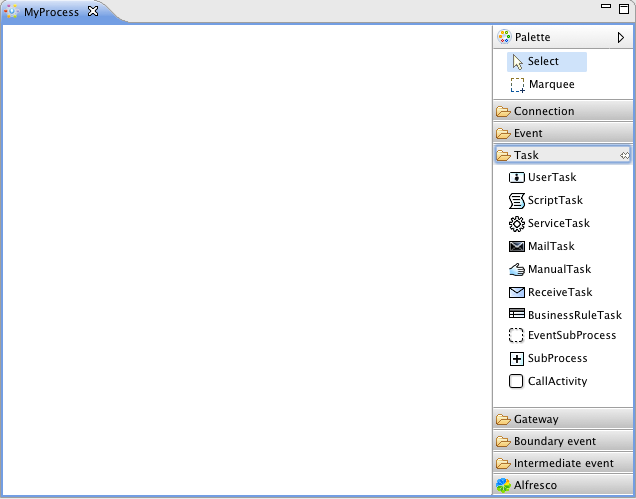 MyProcess
Palette
Select
Marquee
Connection
Event
Task
UserTask
ScriptTask
ServiceTask
MailTask
ManualTask
ReceiveTask
BusinessRuleTask
EventSubProcess
SubProcess
CallActivity
Gateway
Boundary event
Intermediate event
Alfresco